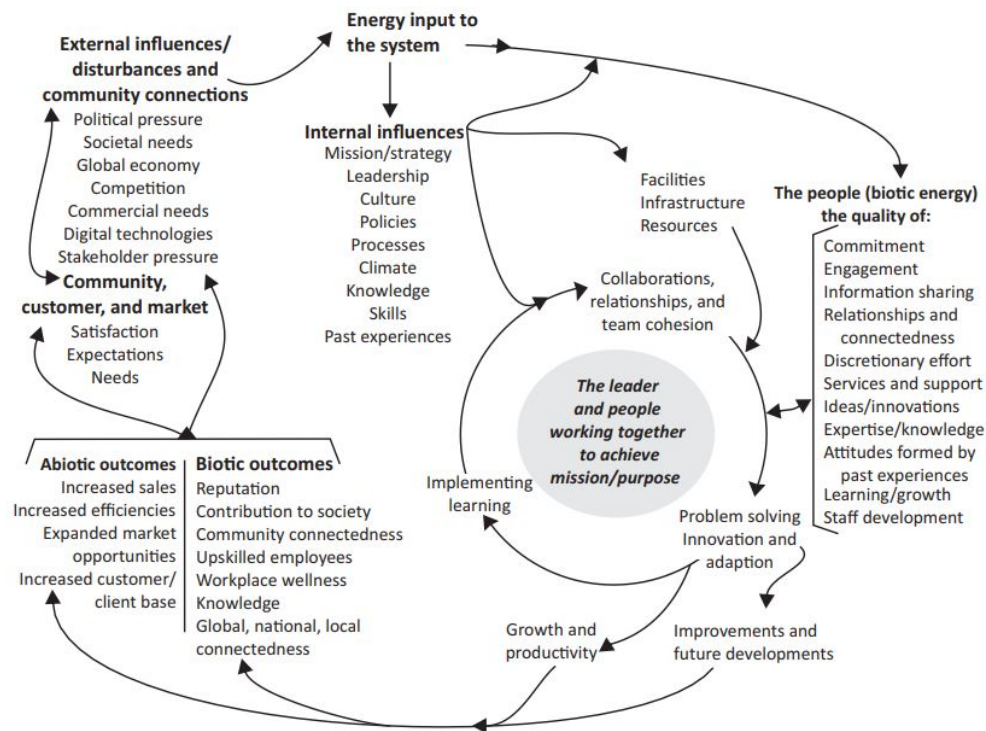 Energy input to
the system
External influences/
disturbances and
community connections
Political pressure
Societal needs
Global economy
Competition
Commercial needs
Digital technologies
Stakeholder pressure
Community,
customer, and market
Satisfaction
Expectations
Needs
Internal influences
Mission/strategy
Leadership
Culture
Policies
Processes
Climate
Knowledge
Skills
Past experiences
Facilities
Infrastructure
Resources
Collaborations,
relationships, and
team cohesion
The people (biotic energy)
the quality of:
Commitment
Engagement
Information sharing
Relationships and
connectedness
Discretionary effort
Services and support
Ideas/innovations
Expertise/knowledge
Attitudes formed by
past experiences
Learning/growth
Staff development
The leader
and people
working together
to achieve
mission/purpose
Implementing
learning
Problem solving
Innovation and
adaption
Abiotic outcomes
Increased sales
Increased efficiencies
Expanded market
opportunities
Increased customer/
client base
Biotic outcomes
Reputation
Contribution to society
Community connectedness
Upskilled employees
Workplace wellness
Knowledge
Global, national, local
connectedness
Growth and
productivity
Improvements and
future developments